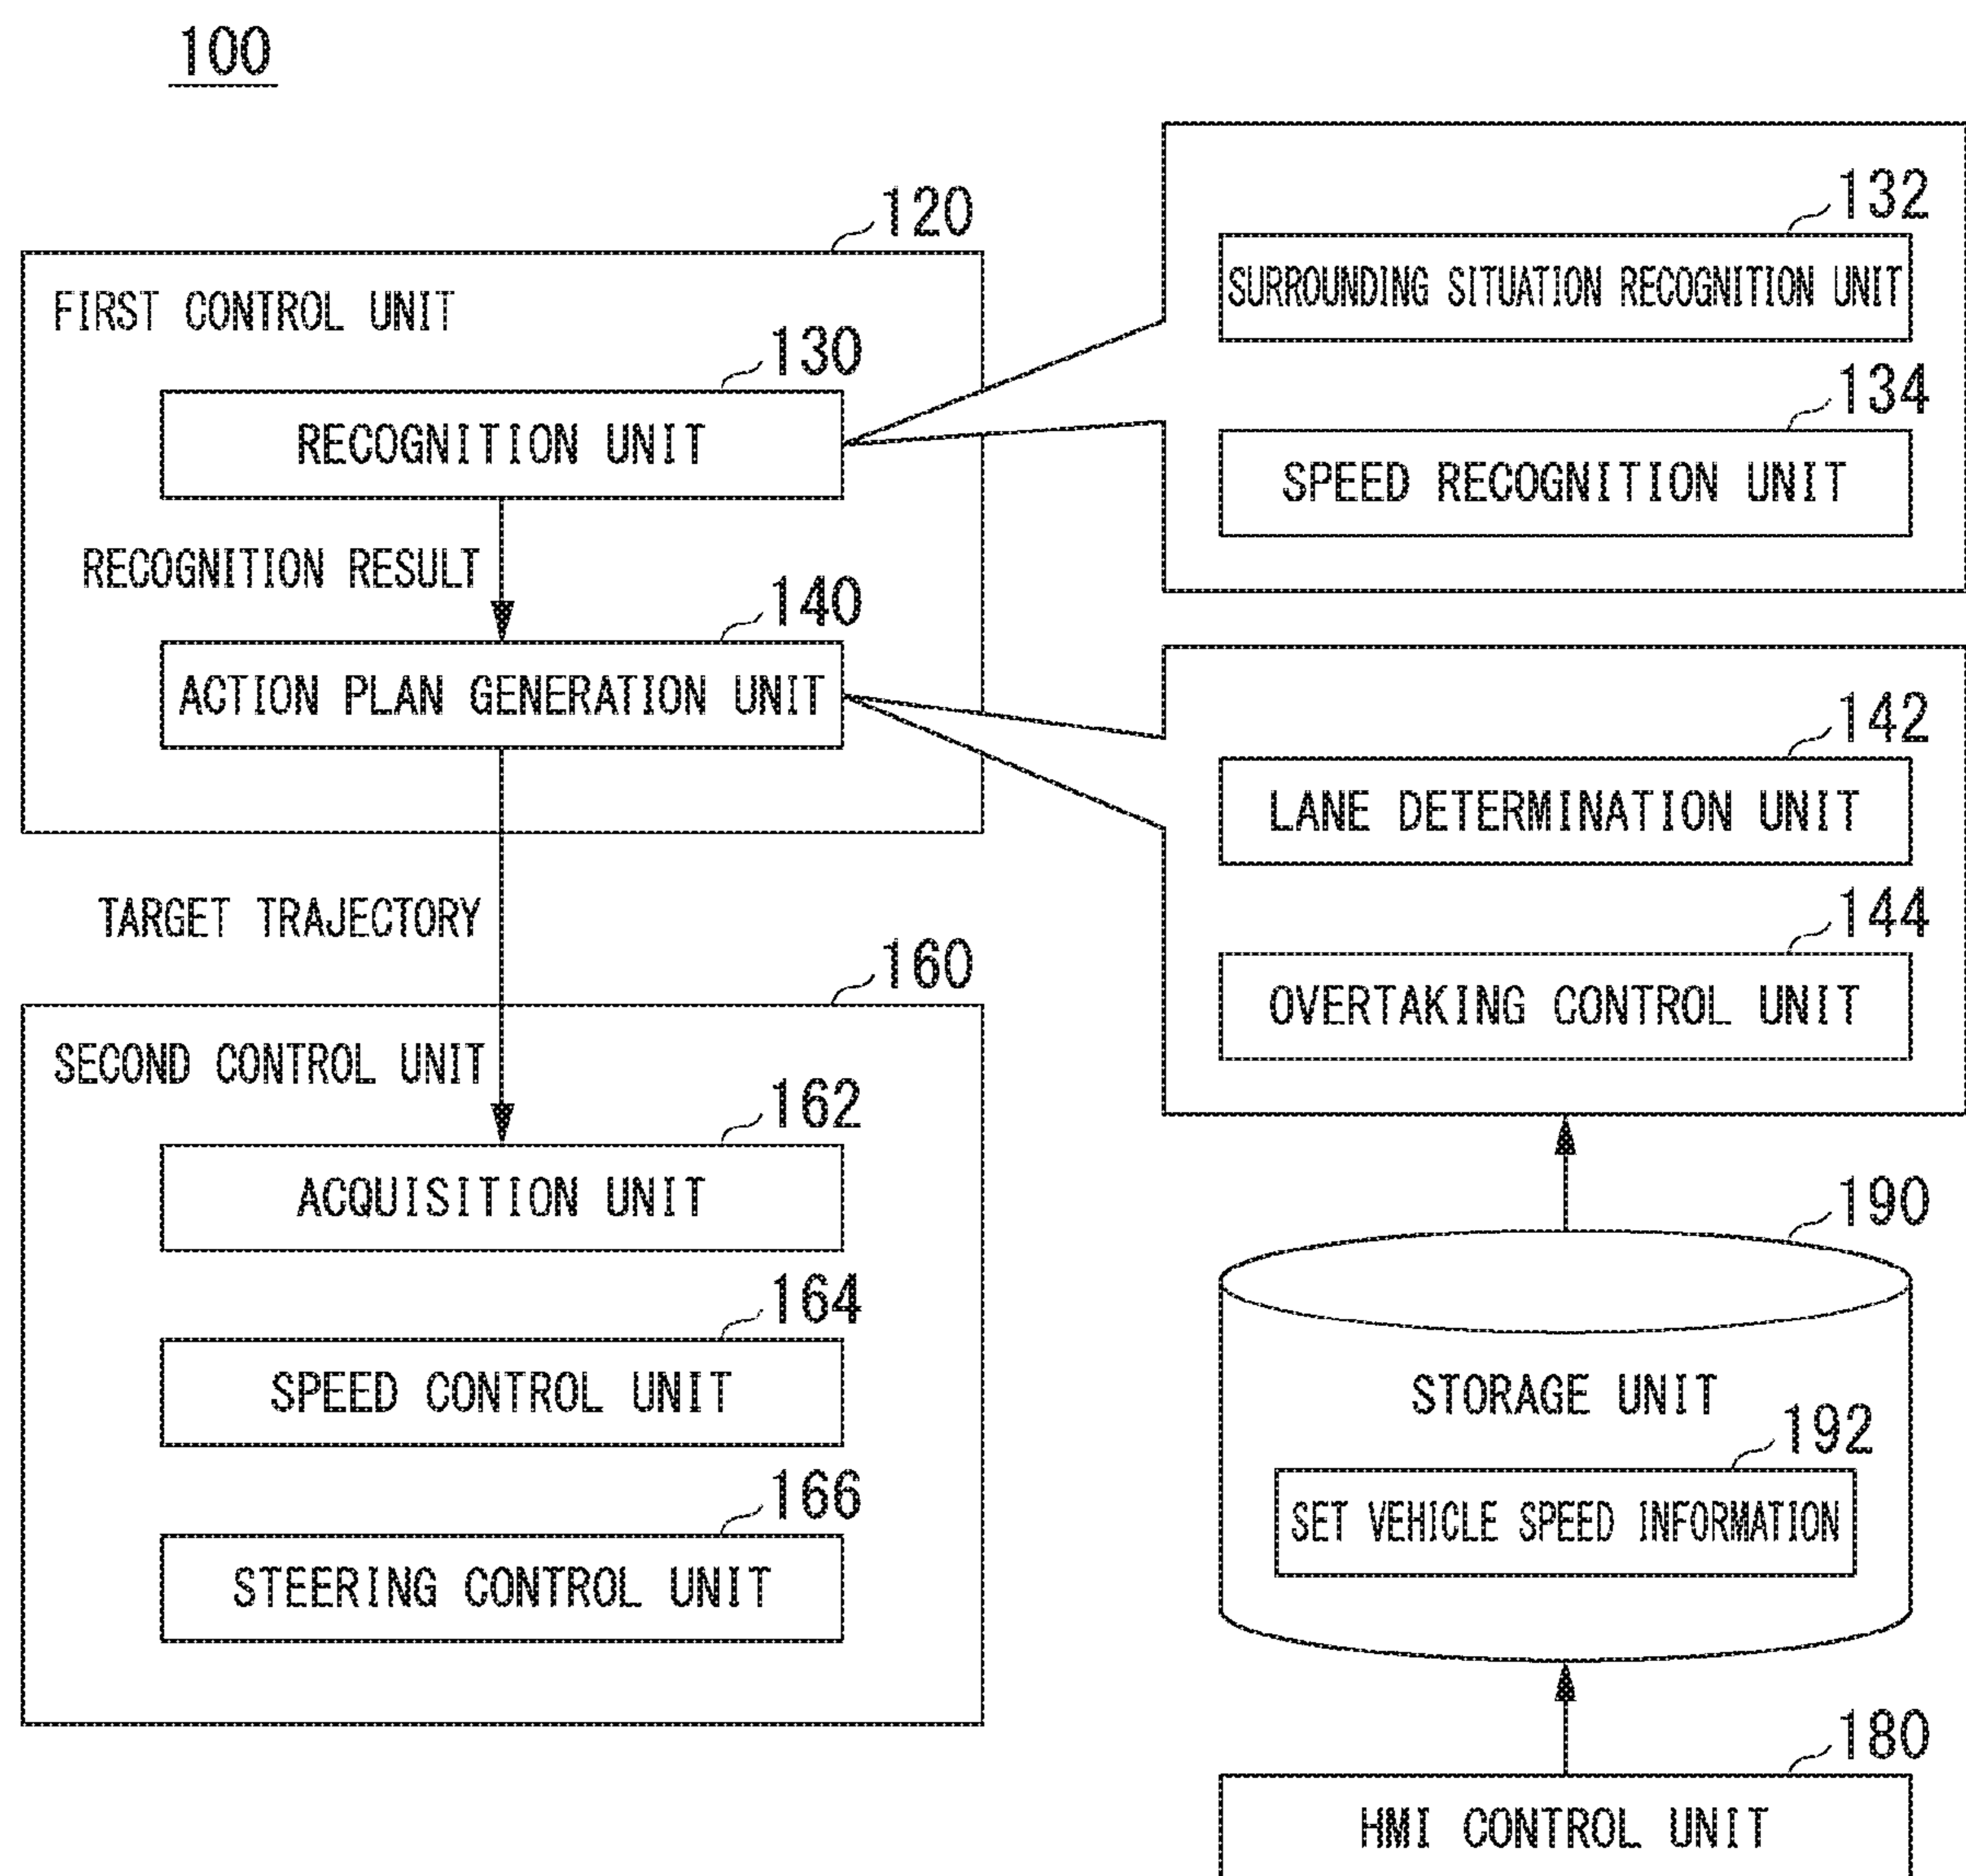 100
120
FIRST CONTROL UNIT
130
RECOGNITION UNIT
RECOGNITION RESULT
140
ACTION PLAN GENERATION UNIT
TARGET TRAJECTORY
160
SECOND CONTROL UNIT
162
ACQUISITION UNIT
164
SPEED CONTROL UNIT
166
STEERING CONTROL UNIT
132
SURROUNDING SITUATION RECOGNITION UNIT
134
SPEED RECOGNITION UNIT
142
LANE DETERMINATION UNIT
144
OVERTAKING CONTROL UNIT
190
STORAGE UNIT
192
SET VEHICLE SPEED INFORMATION
180
HMI CONTROL UNIT